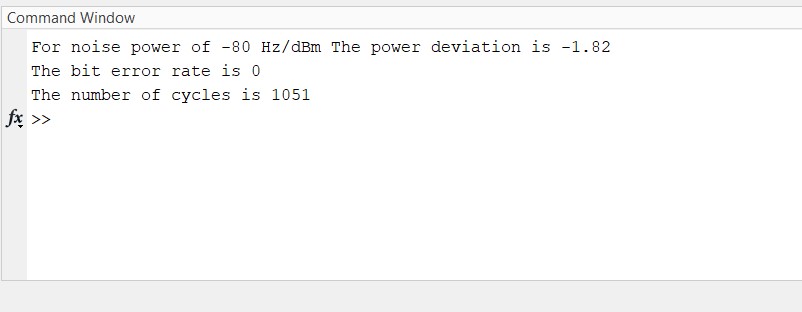 Command Window
For noise power of -80 Hz/dBm The power deviation is -1.82
The bit error rate is 0
The number of cycles is 1051
fx >>